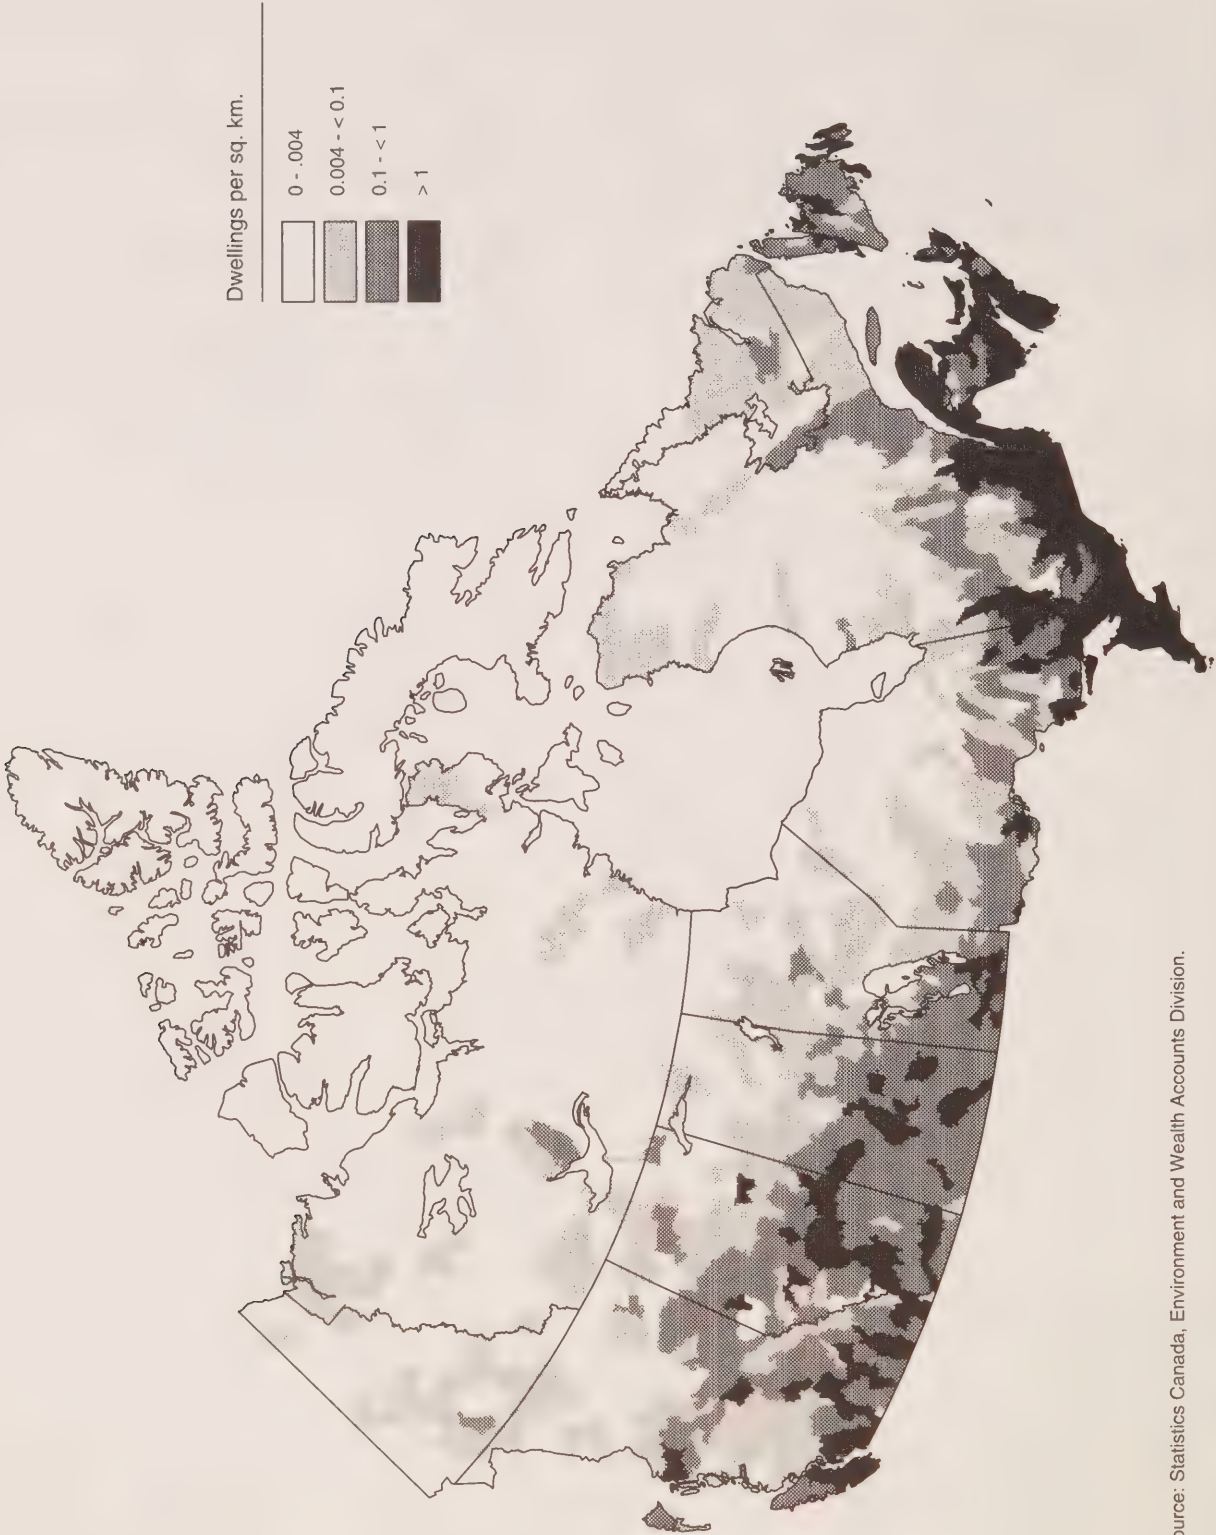 Dwellings per sq. km.
0 - .004
0.004 - < 0.1
0.1 - < 1
> 1
urce: Statistics Canada, Environment and Wealth Accounts Division.